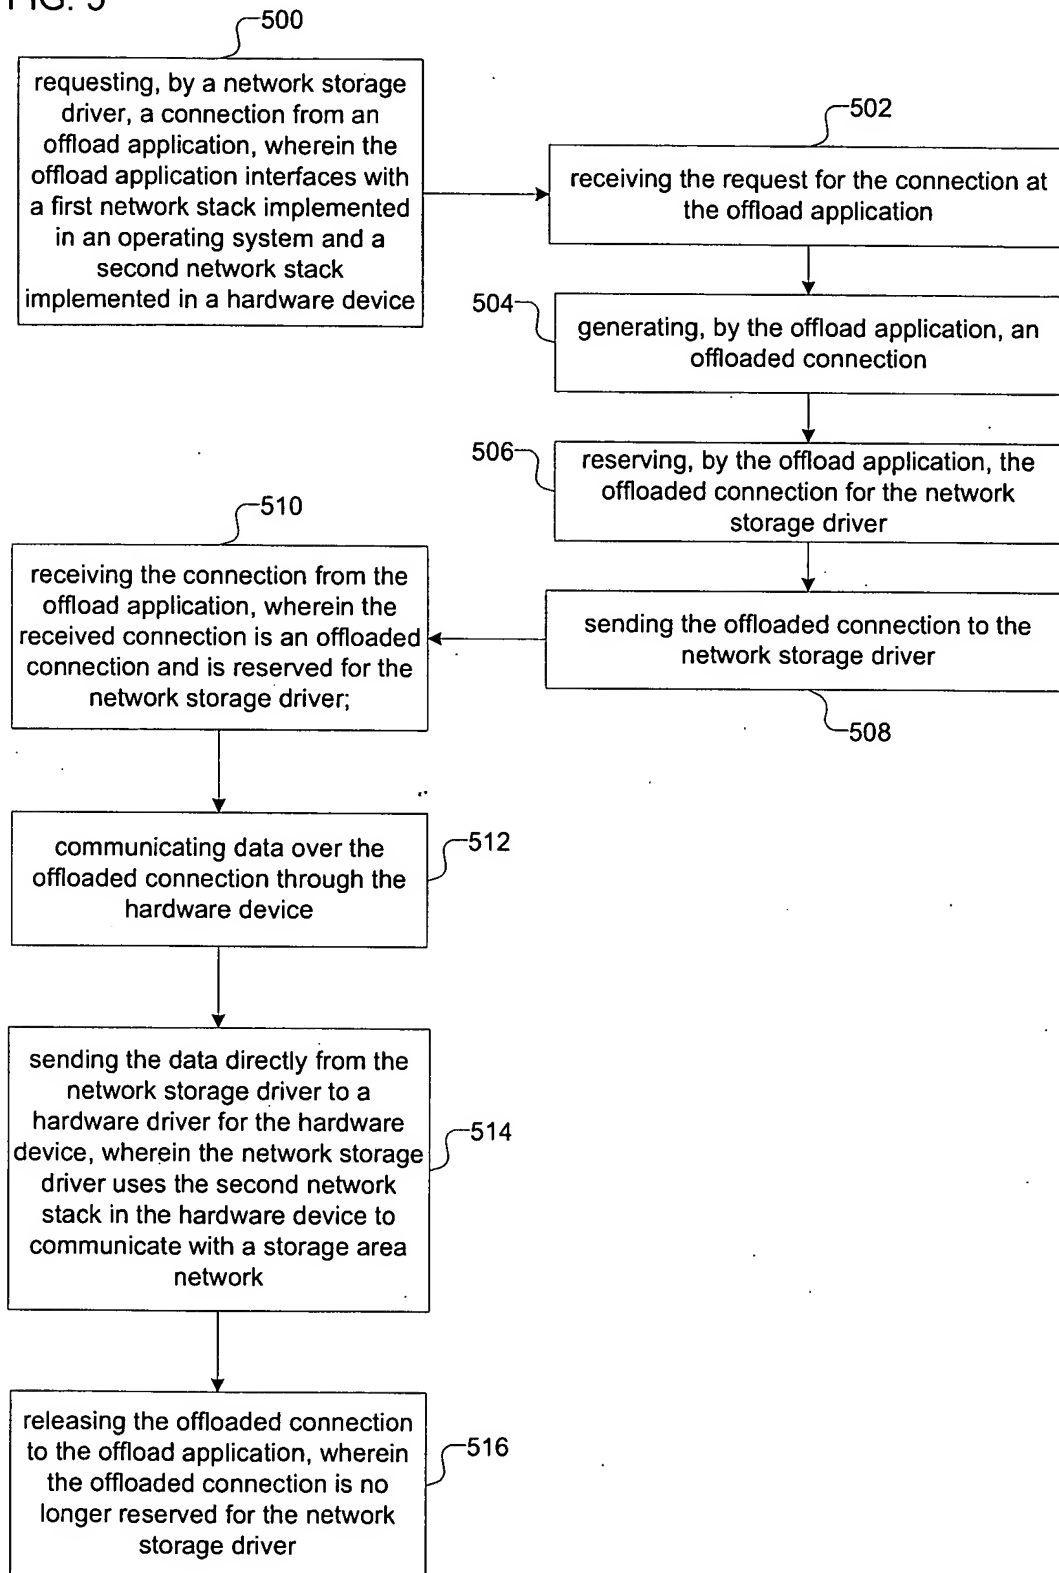 FIG. 5
500
requesting, by a network storage
driver, a connection from an
offload application, wherein the
offload application interfaces with
a first network stack implemented
in an operating system and a
second network stack
implemented in a hardware device
502
receiving the request for the connection at
the offload application
504
generating, by the offload application, an
offloaded connection
506
reserving, by the offload application, the
offloaded connection for the network
storage driver
sending the offloaded connection to the
network storage driver
508
510
receiving the connection from the
offload application, wherein the
received connection is an offloaded
connection and is reserved for the
network storage driver;
communicating data over the
offloaded connection through the
hardware device
512
sending the data directly from the
network storage driver to a
hardware driver for the hardware
device, wherein the network storage
driver uses the second network
stack in the hardware device to
communicate with a storage area
network
514
releasing the offloaded connection
to the offload application, wherein
the offloaded connection is no
longer reserved for the network
storage driver
516